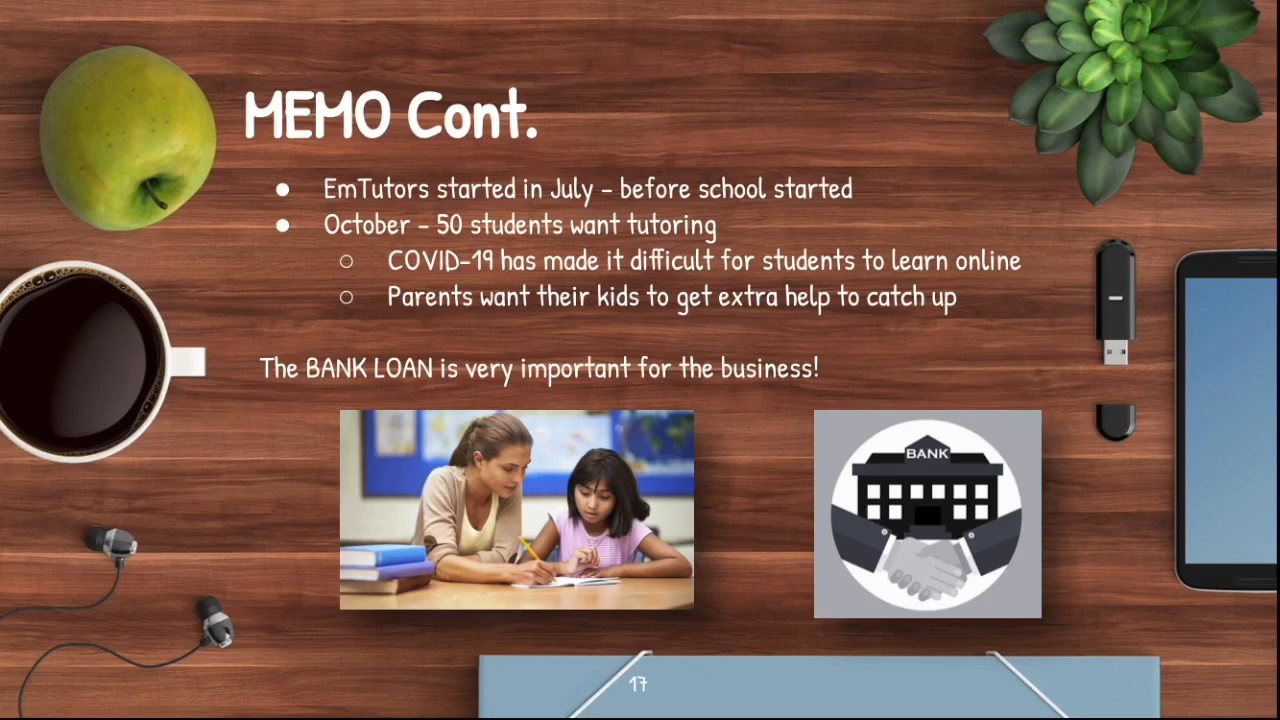 MEMO Cont.
● EmTutors started in July - before school started
● October - 50 students want tutoring
○ COVID-19 has made it difficult for students to learn online
○ Parents want their kids to get extra help to catch up
The BANK LOAN is very important for the business!
BANK
17